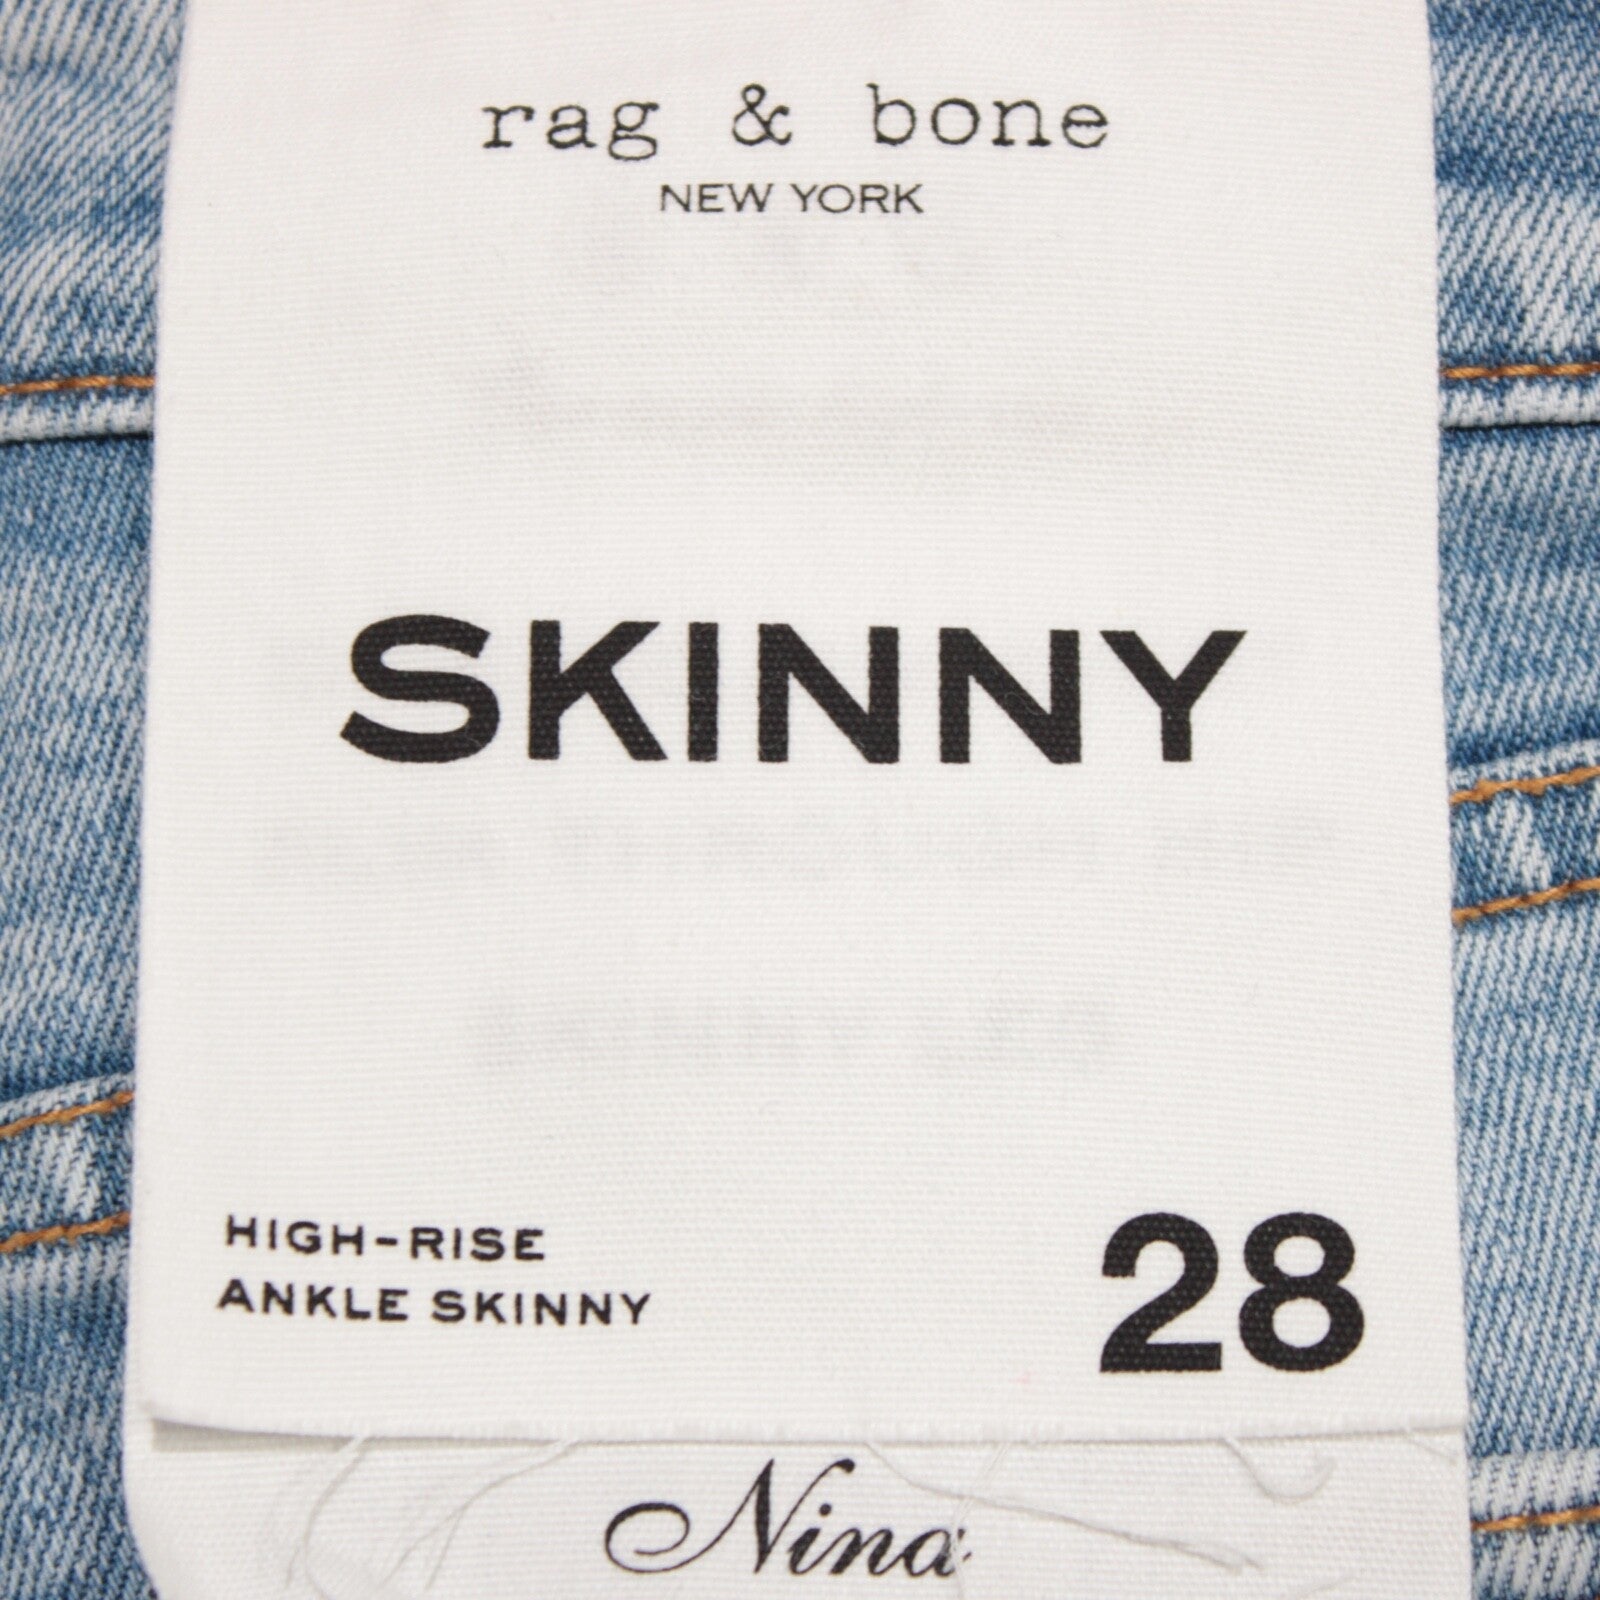 rag & bone
NEW YORK
SKINNY
HIGH-RISE
ANKLE SKINNY
28
Nina